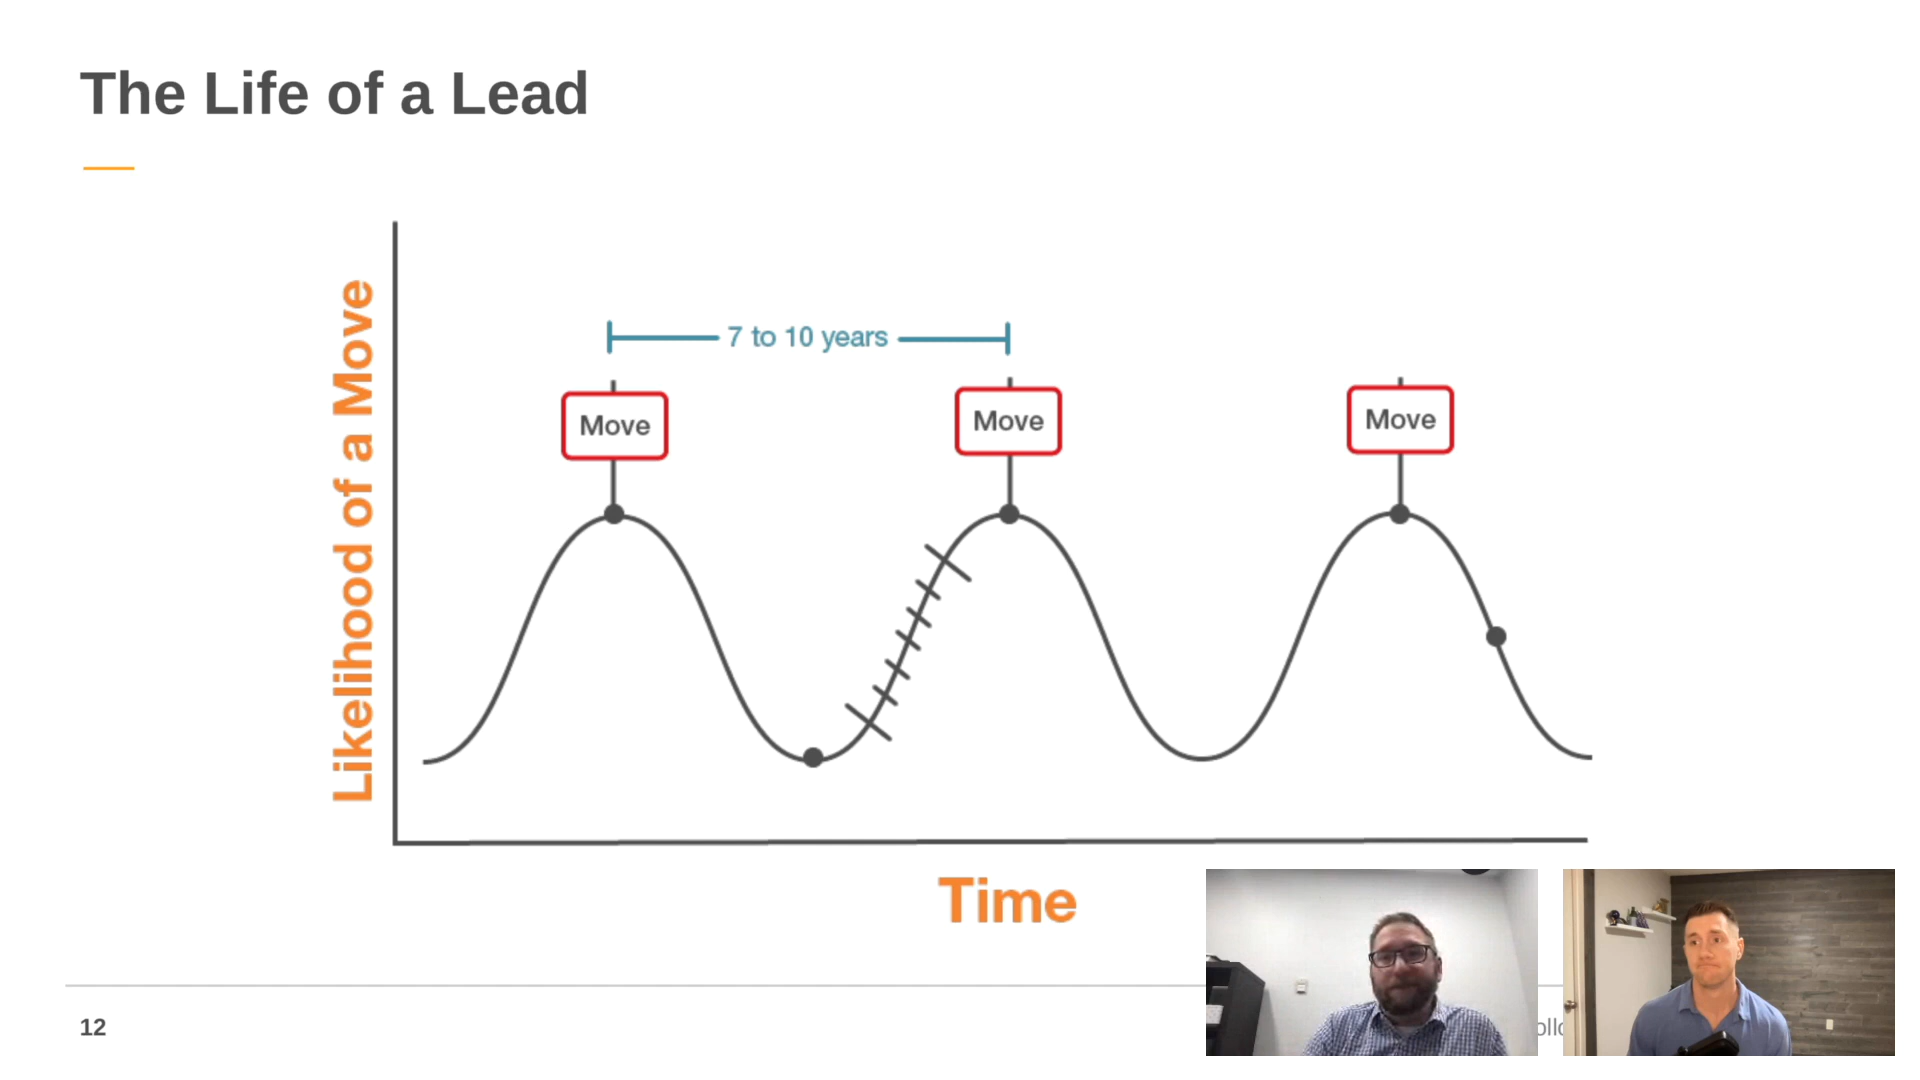 The Life of a Lead
Likelihood of a Move
7 to 10 years
Move
Move
Move
Time
12